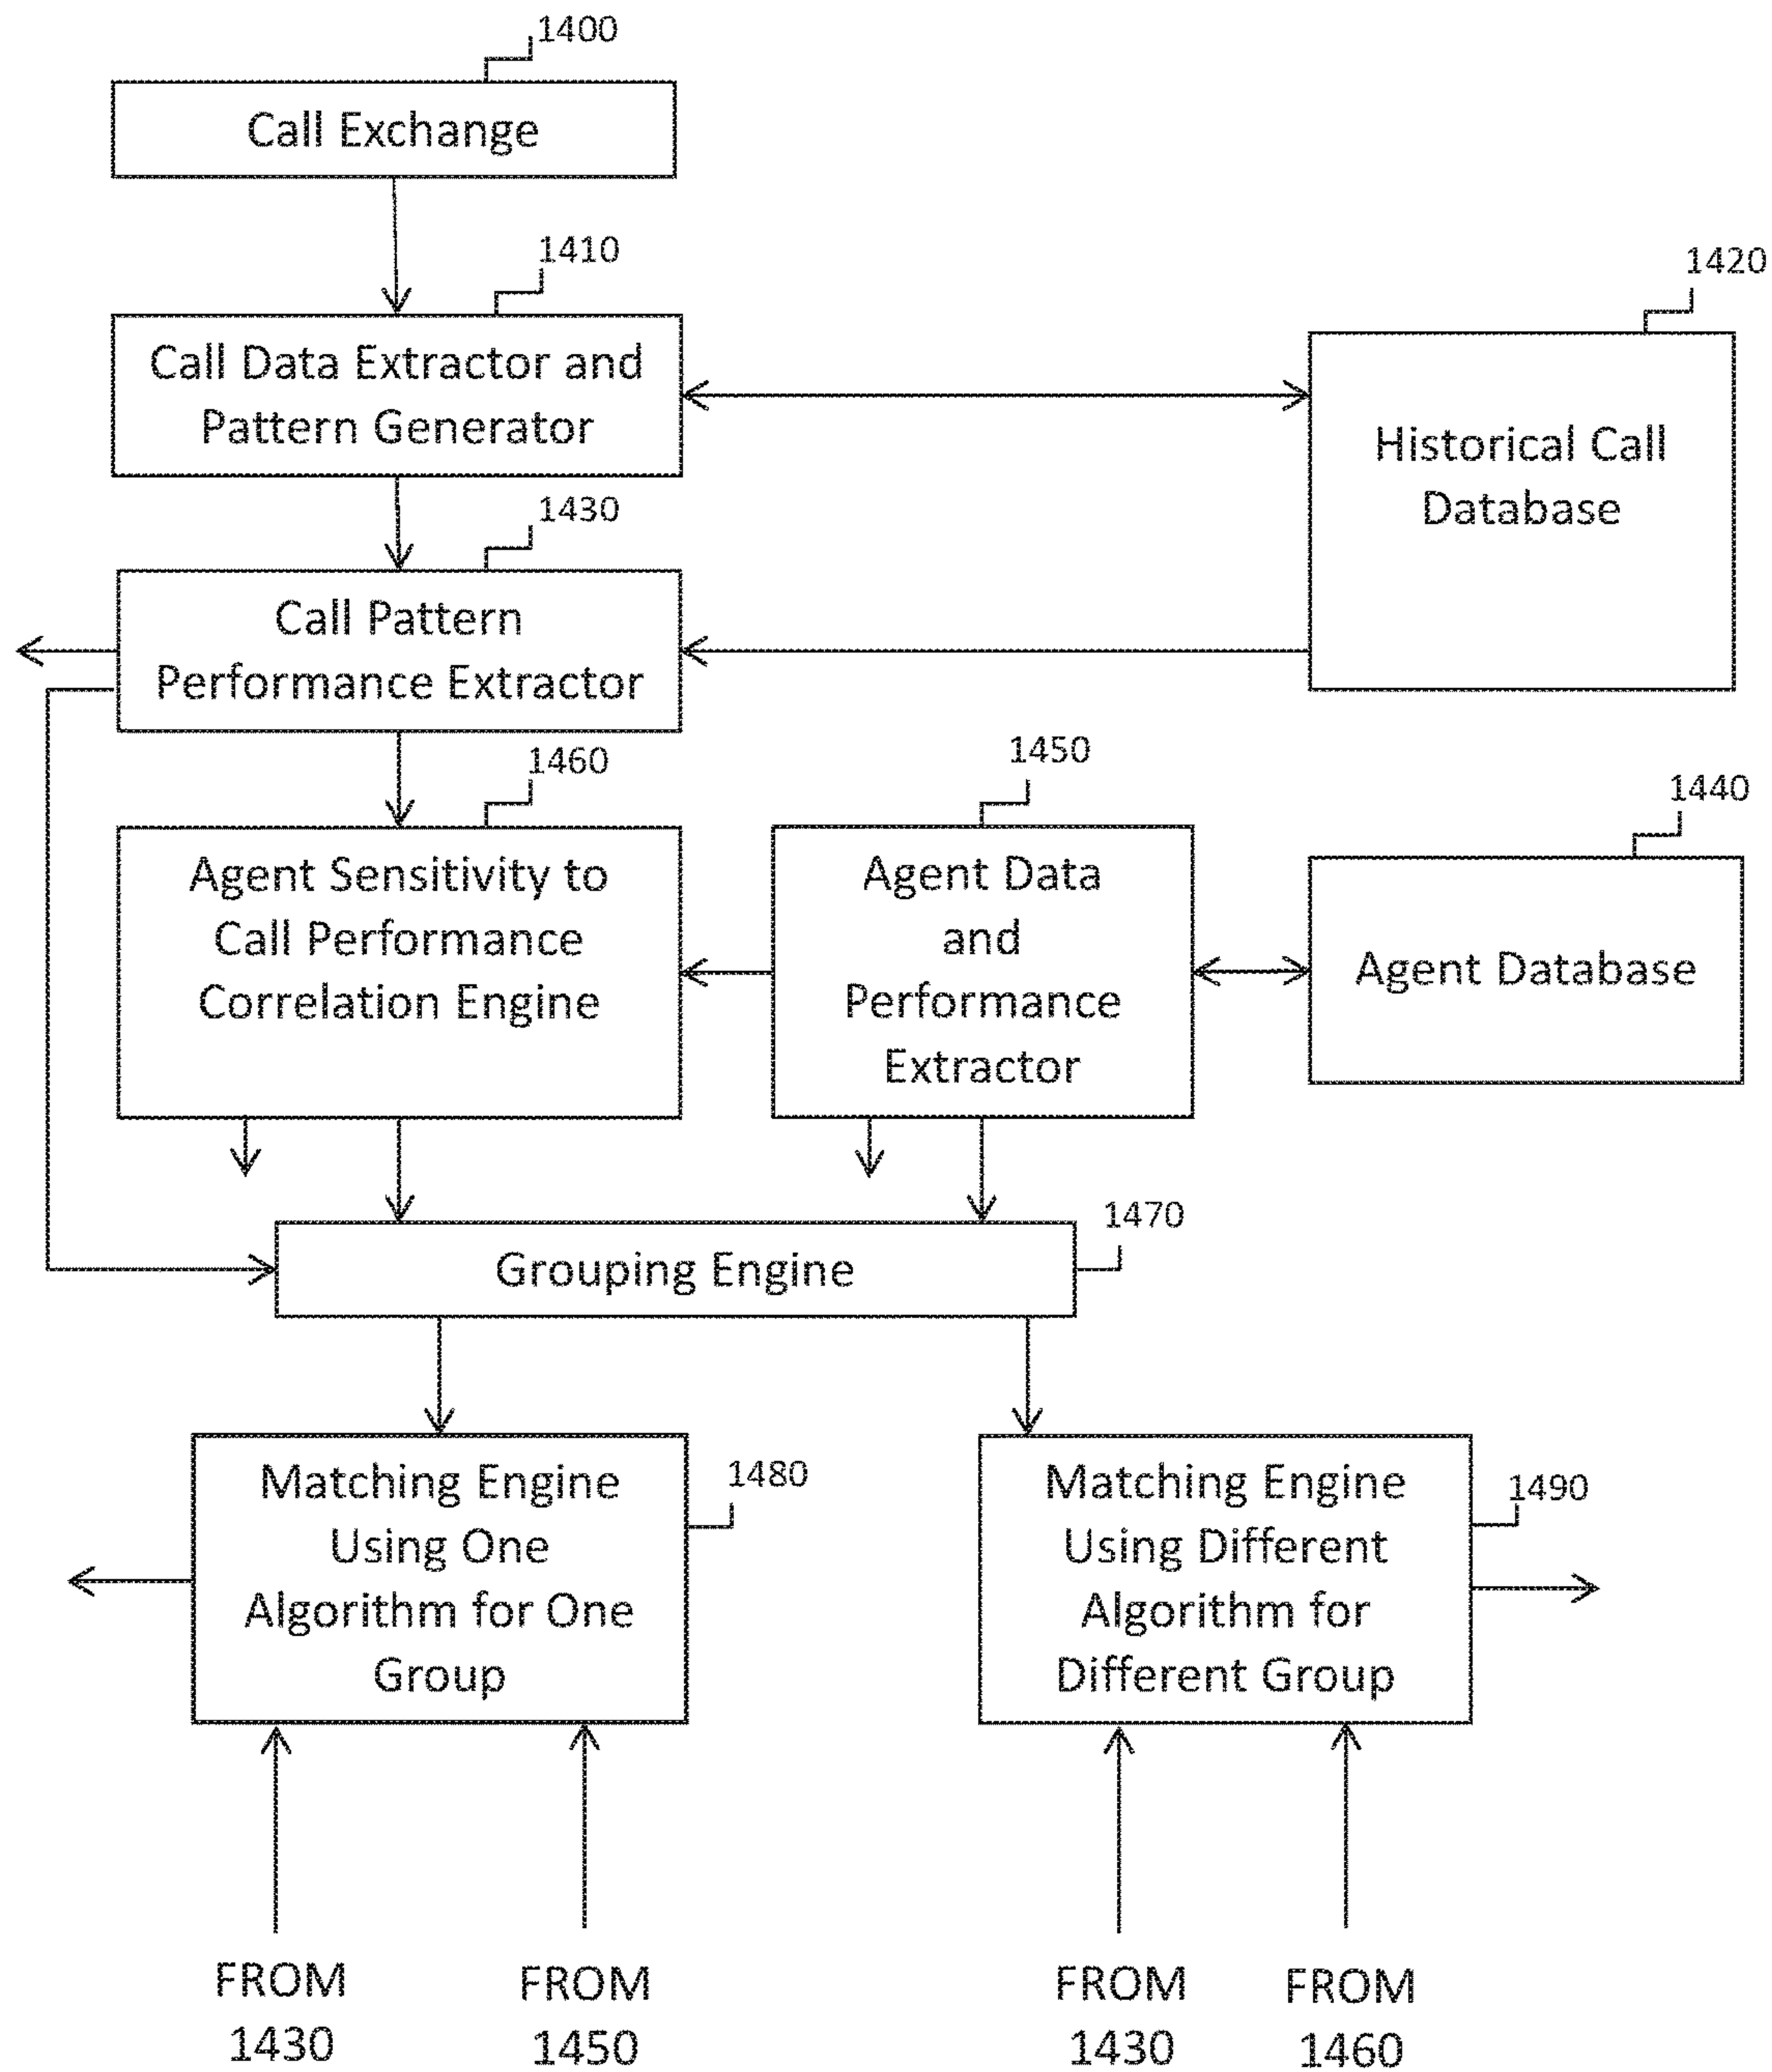 1400
Call Exchange
1410
1420
Call Data Extractor and
Pattern Generator
Historical Call
Database
1430
Call Pattern
Performance Extractor
1460
1450
1440
Agent Sensitivity to
Call Performance
Correlation Engine
Agent Data
and
Performance
Extractor
Agent Database
1470
Grouping Engine
1480
Matching Engine
Using One
Algorithm for One
Group
1490
Matching Engine
Using Different
Algorithm for
Different Group
FROM
1430
FROM
1450
FROM
1430
FROM
1460